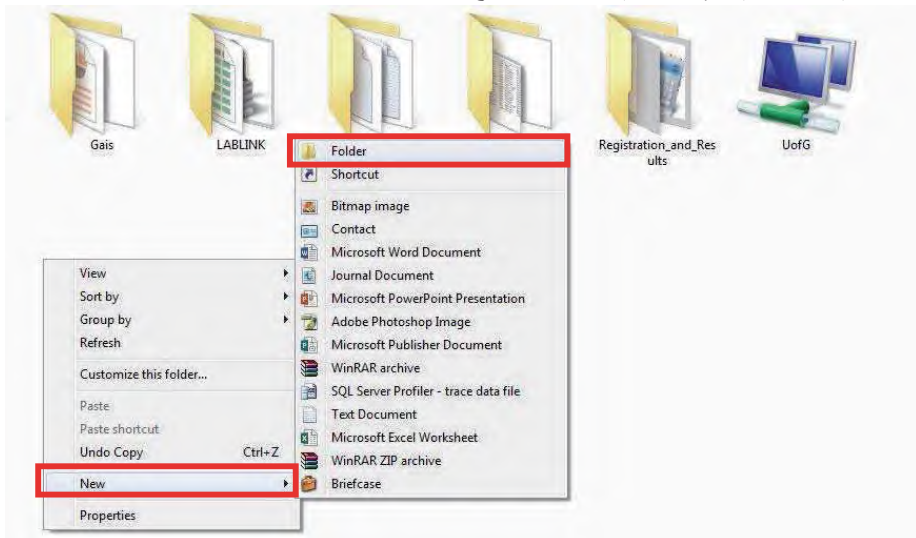 Gais
LABLINK
Registration_and_Res
ults
UofG
Folder
Shortcut
Bitmap image
Contact
Microsoft Word Document
Journal Document
Microsoft PowerPoint Presentation
Adobe Photoshop Image
Microsoft Publisher Document
WinRAR archive
SQL Server Profiler - trace data file
Text Document
Microsoft Excel Worksheet
WinRAR ZIP archive
Briefcase
View
Sort by
Group by
Refresh
Customize this folder...
Paste
Paste shortcut
Undo Copy Ctrl+Z
New
Properties